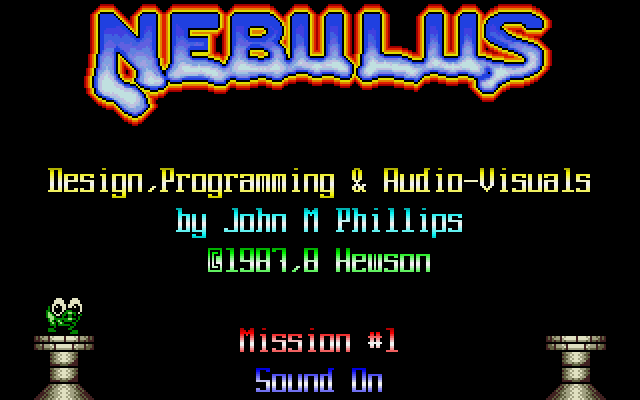 NEBULUS
Design,Programming & Audio-Visuals
by John M Phillips
©1987,8 Hewson
Mission #1
Sound On